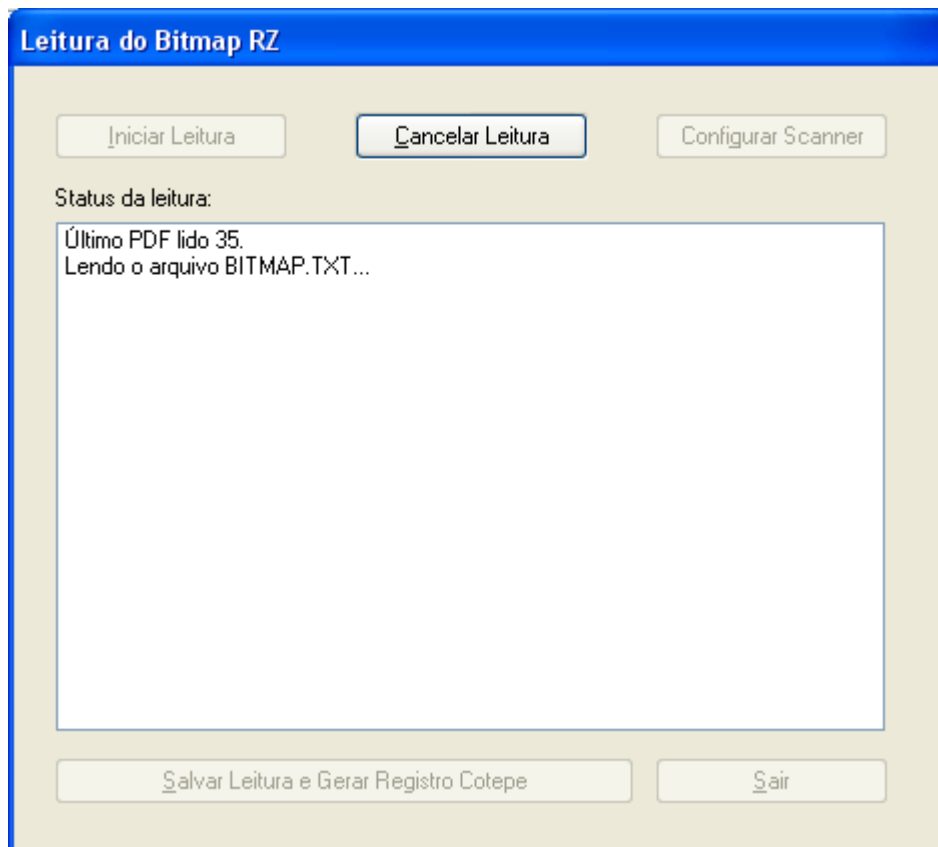 Leitura do Bitmap RZ
Iniciar Leitura
Cancelar Leitura
Configurar Scanner
Status da leitura:
Último PDF lido 35.
Lendo o arquivo BITMAP.TXT...
Salvar Leitura e Gerar Registro Cotepe
Sair